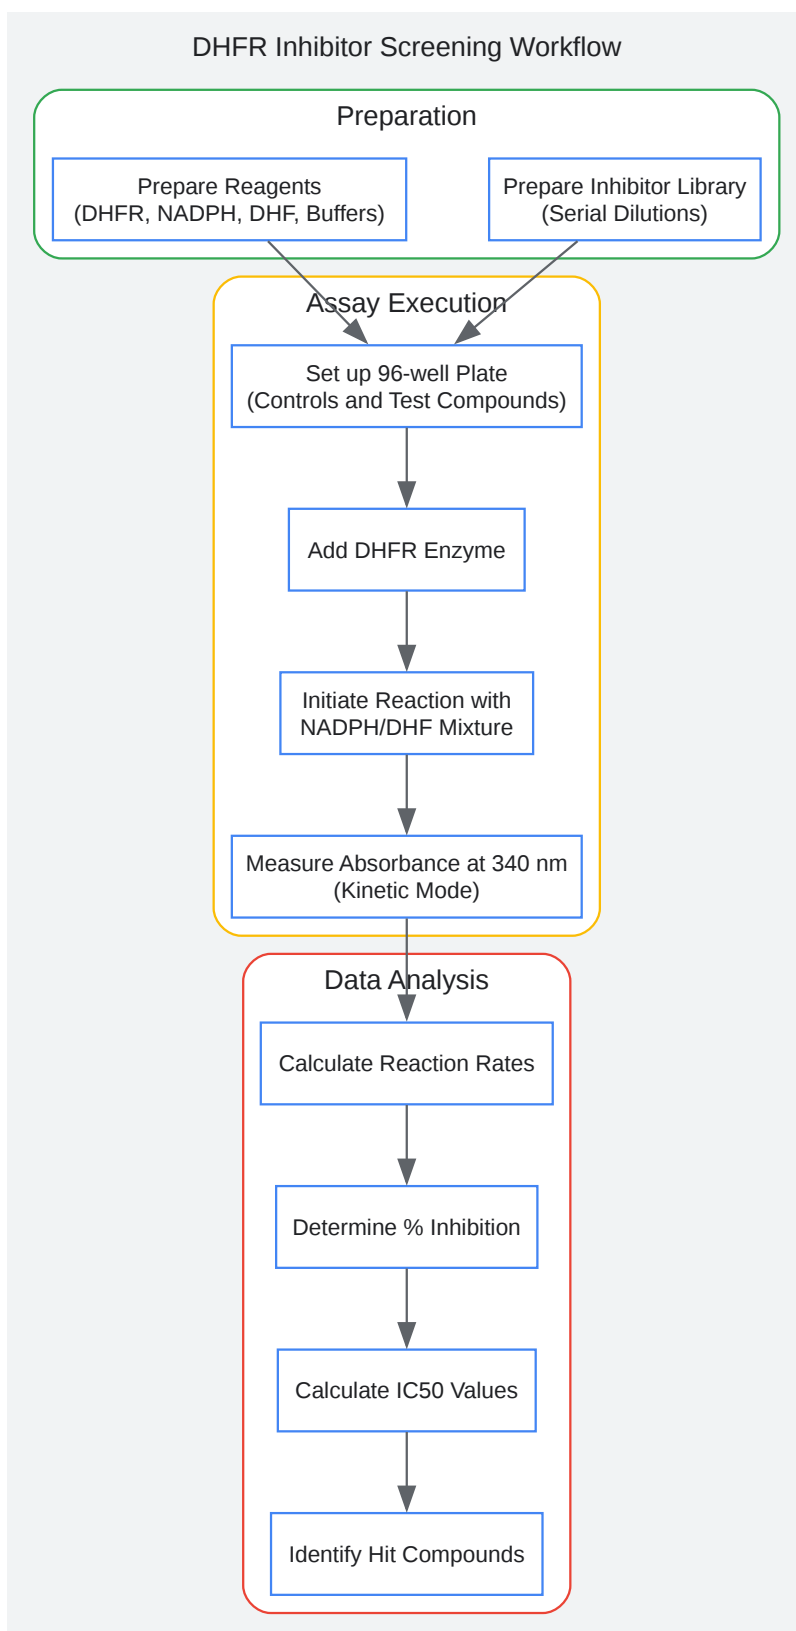 DHFR Inhibitor Screening Workflow
Preparation
Prepare Reagents
(DHFR, NADPH, DHF, Buffers)
Prepare Inhibitor Library
(Serial Dilutions)
Assay Execution
Set up 96-well Plate
(Controls and Test Compounds)
Add DHFR Enzyme
Initiate Reaction with
NADPH/DHF Mixture
Measure Absorbance at 340 nm
(Kinetic Mode)
Data Analysis
Calculate Reaction Rates
Determine % Inhibition
Calculate IC50 Values
Identify Hit Compounds